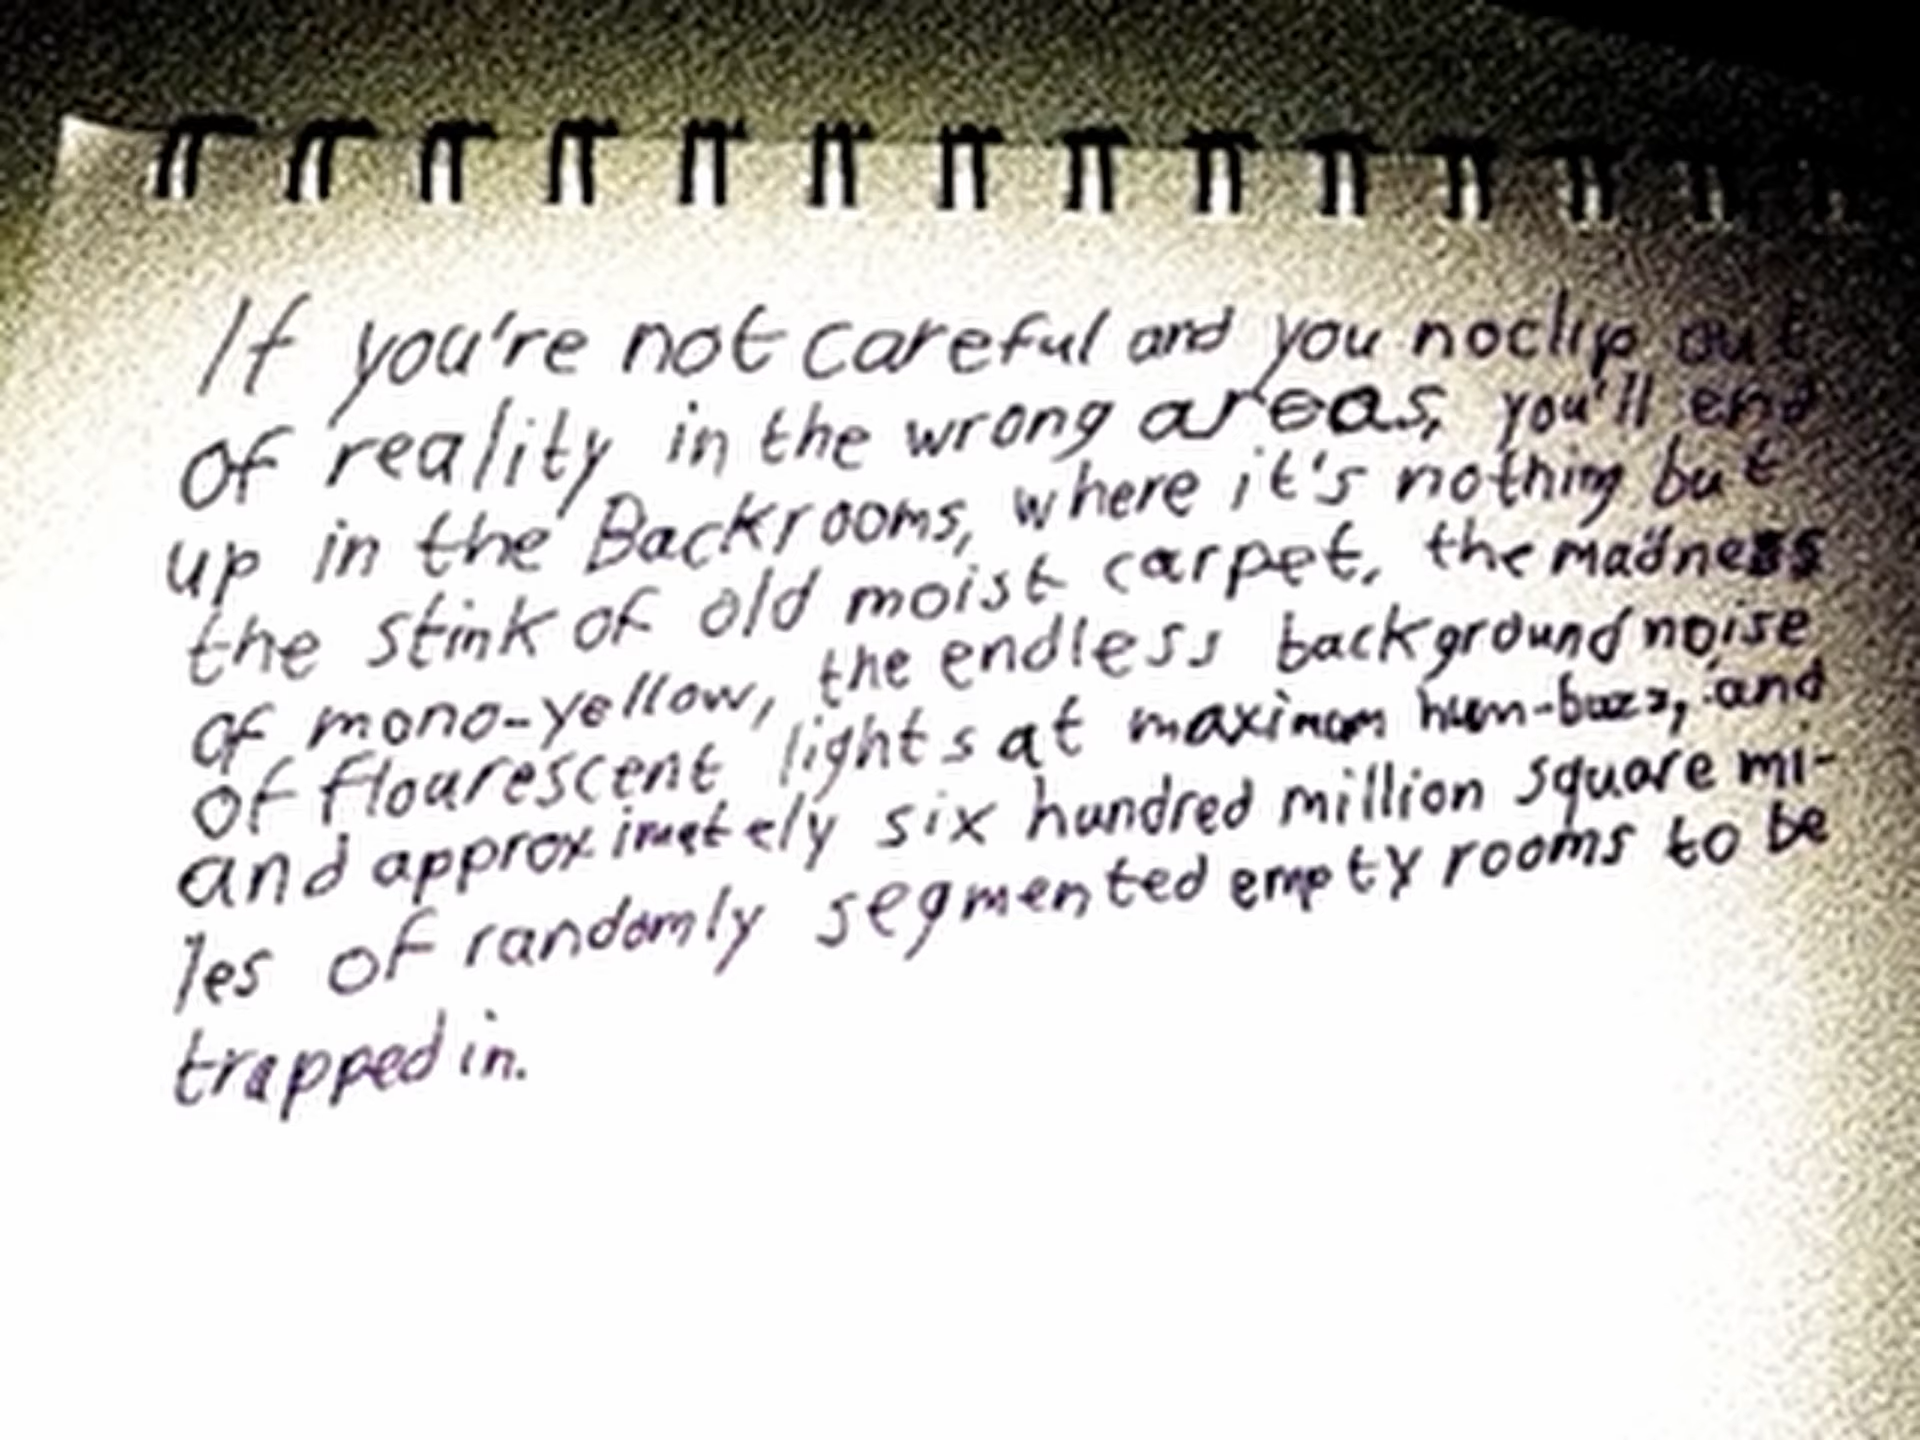 If you're not careful and you noclip out
of reality in the wrong areas, you'll end
up in the Backrooms, where it's nothing but
the stink of old moist carpet, the madness
of mono-yellow, the endless background noise
of flourescent lights at maximum hum-buzz, and
and approximately six hundred million square mi-
les of randomly segmented empty rooms to be
trapped in.